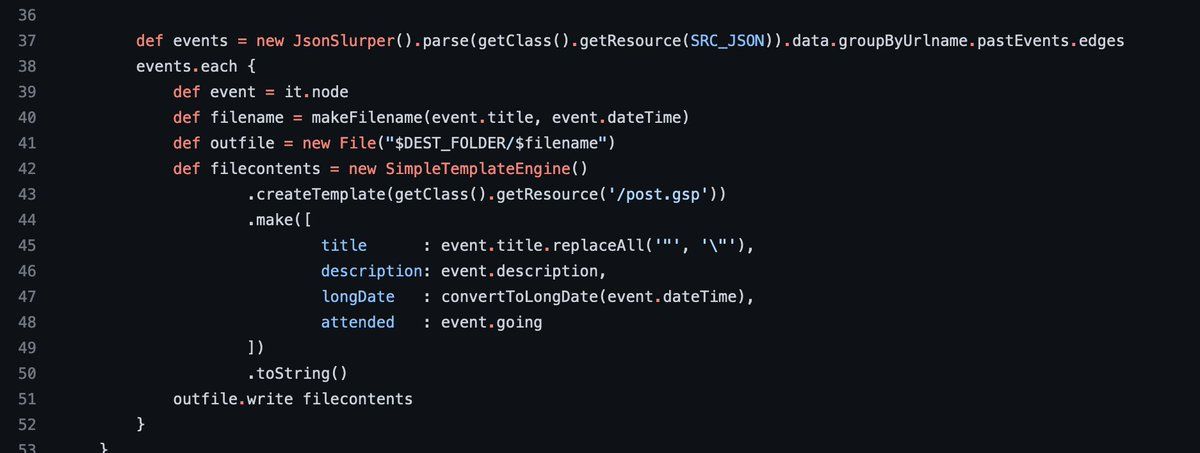 36
37 def events = new JsonSlurper().parse(getClass().getResource(SRC_JSON)).data.groupByUrlname.pastEvents.edges
38 events.each {
39 def event = it.node
40 def filename = makeFilename(event.title, event.dateTime)
41 def outfile = new File("$DEST_FOLDER/$filename")
42 def filecontents = new SimpleTemplateEngine()
43 .createTemplate(getClass().getResource('/post.gsp'))
44 .make([
45 title : event.title.replaceAll('"', '\"'),
46 description: event.description,
47 longDate : convertToLongDate(event.dateTime),
48 attended : event.going
49 ])
50 .toString()
51 outfile.write filecontents
52 }
53 }